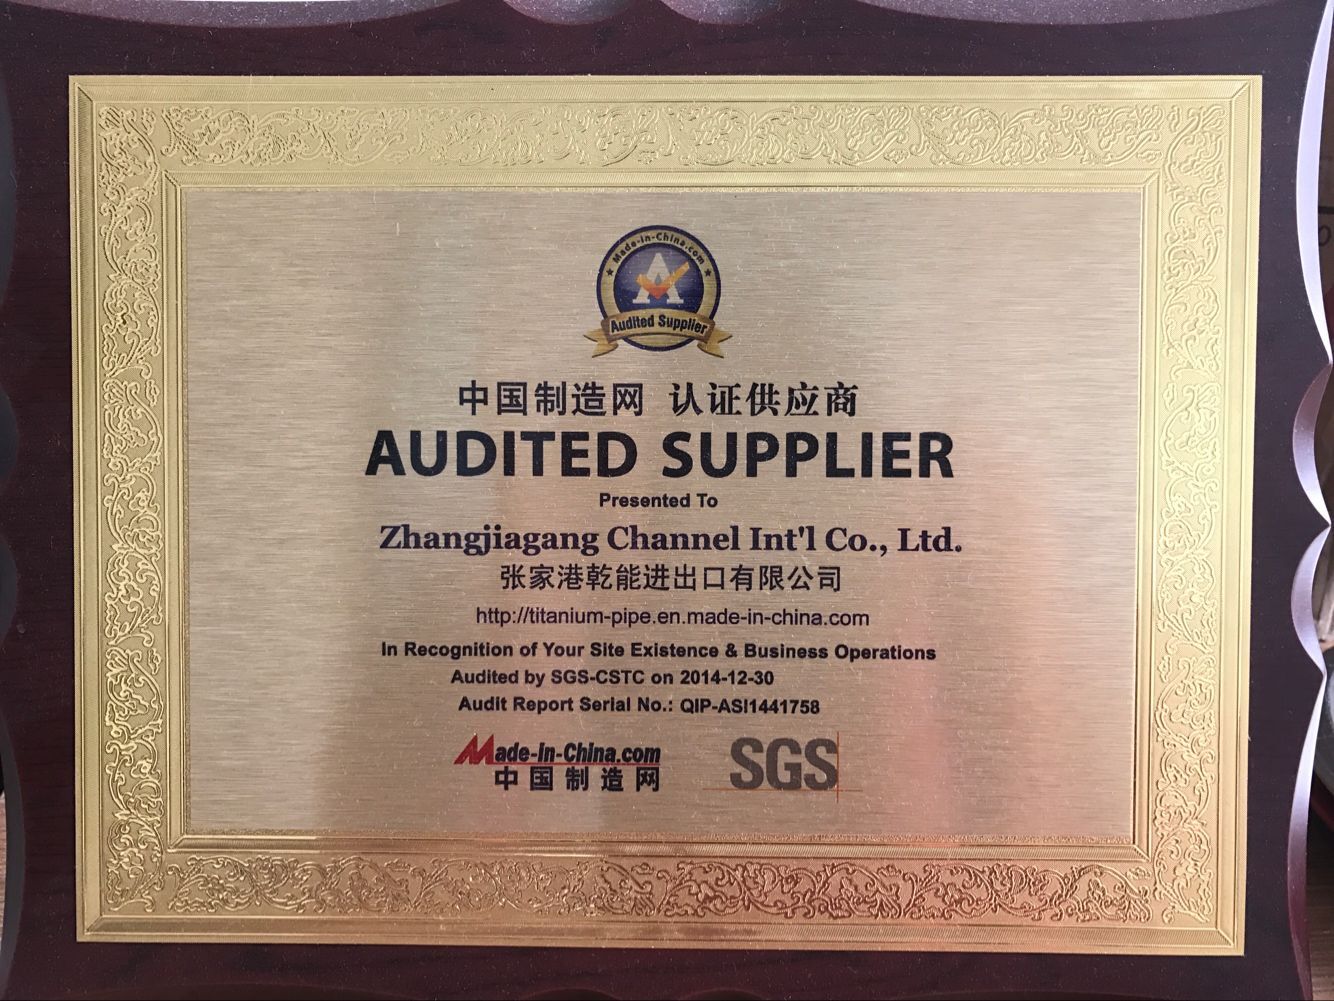 Made-in-China.com
A
Audited Supplier
中国制造网 认证供应商
AUDITED SUPPLIER
Presented To
Zhangjiagang Channel Int'l Co., Ltd.
张家港乾能进出口有限公司
http://titanium-pipe.en.made-in-china.com
In Recognition of Your Site Existence & Business Operations
Audited by SGS-CSTC on 2014-12-30
Audit Report Serial No.: QIP-ASI1441758
Made-in-China.com
中国制造网
SGS